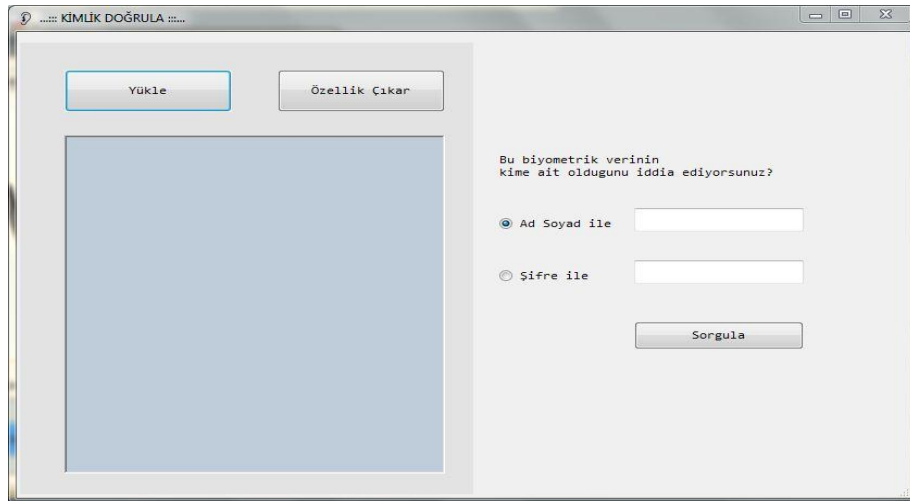 ...::: KİMLİK DOĞRULA :::...
Yükle
Özellik Çıkar
Bu biyometrik verinin
kime ait oldugunu iddia ediyorsunuz?
Ad Soyad ile
Şifre ile
Sorgula